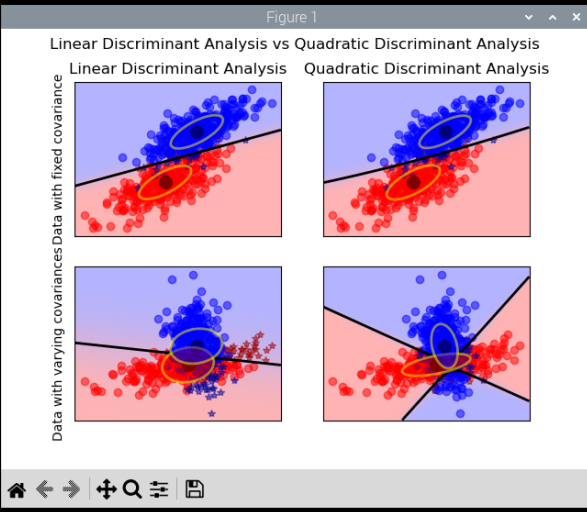 Figure 1
Linear Discriminant Analysis vs Quadratic Discriminant Analysis
Linear Discriminant Analysis
Quadratic Discriminant Analysis
Data with fixed covariance
Data with varying covariances